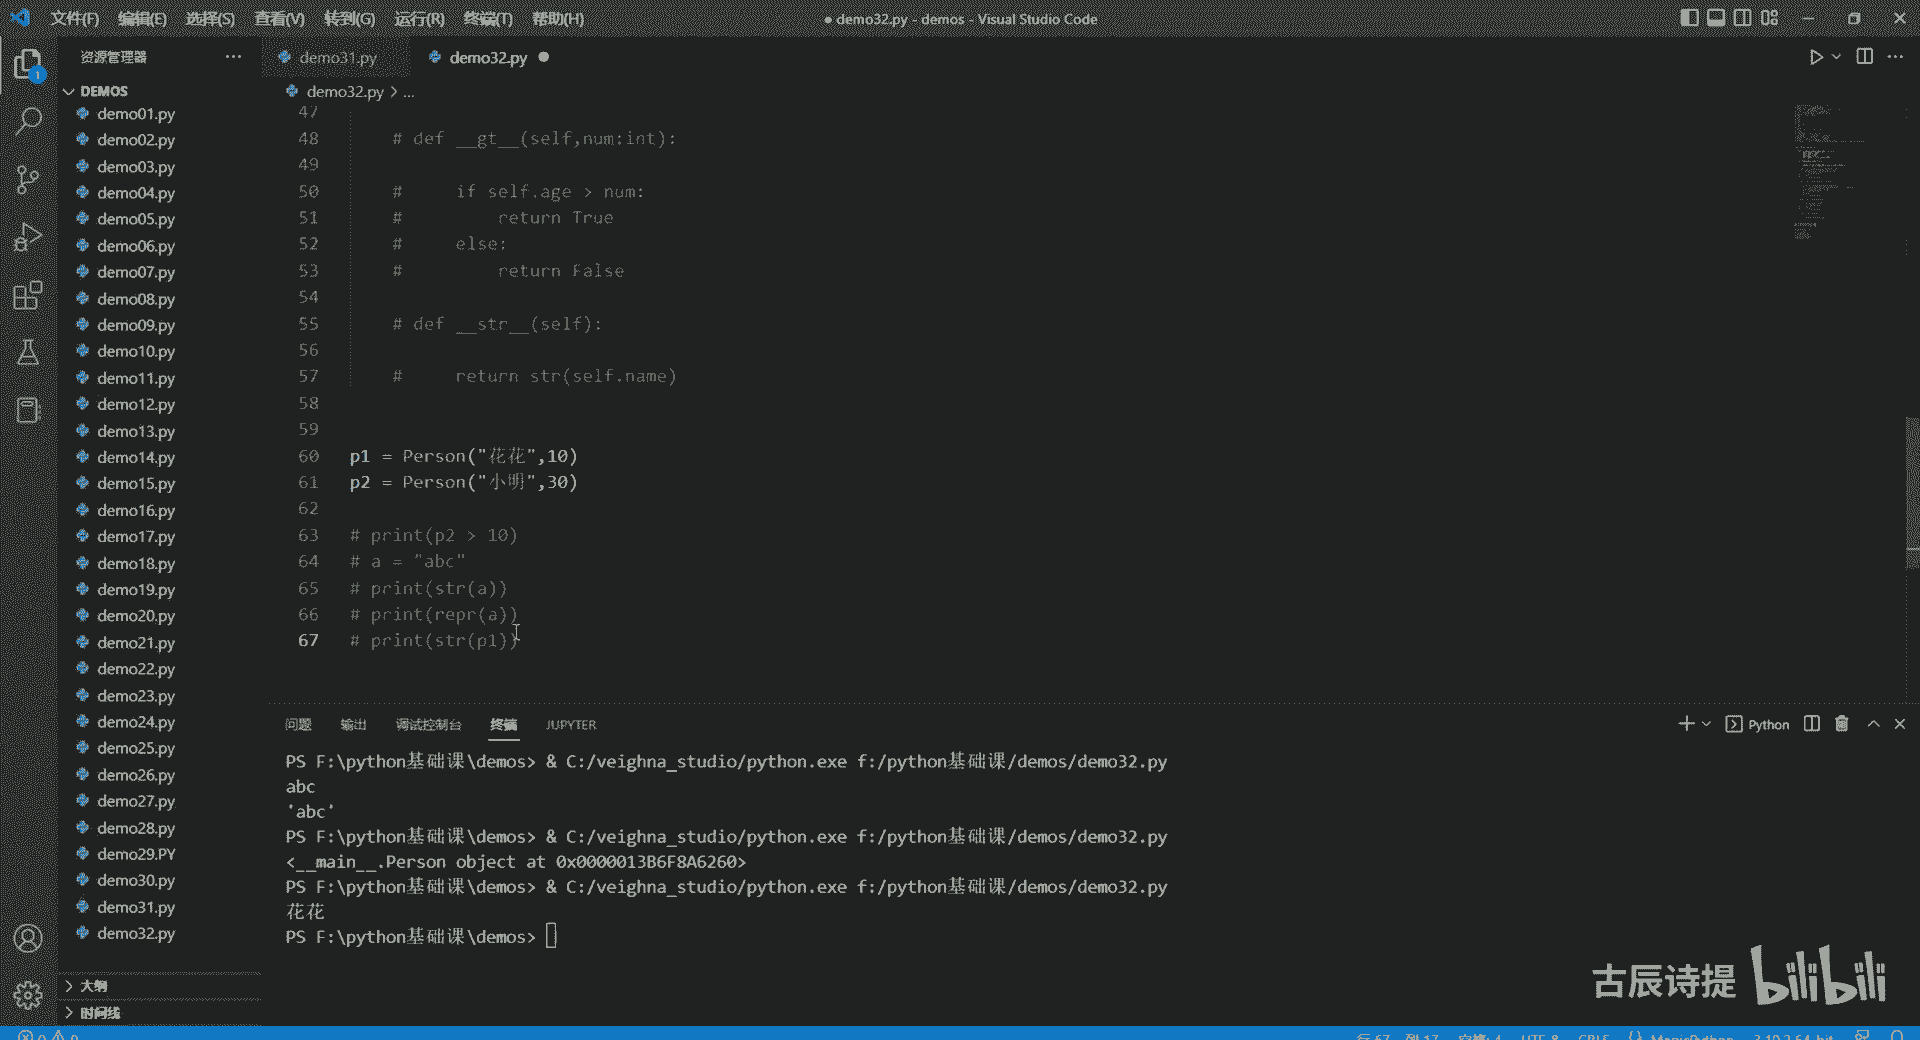 文件(F) 编辑(E) 选择(S) 查看(V) 转到(G) 运行(R) 终端(T) 帮助(H)
● demo32.py - demos - Visual Studio Code
资源管理器
demo31.py
demo32.py
DEMOS
demo32.py > ...
demo01.py
demo02.py
demo03.py
demo04.py
demo05.py
demo06.py
demo07.py
demo08.py
demo09.py
demo10.py
demo11.py
demo12.py
demo13.py
demo14.py
demo15.py
demo16.py
demo17.py
demo18.py
demo19.py
demo20.py
demo21.py
demo22.py
demo23.py
demo24.py
demo25.py
demo26.py
demo27.py
demo28.py
demo29.PY
demo30.py
demo31.py
demo32.py
大纲
时间线
47
48 # def __gt__(self,num:int):
49
50 #     if self.age > num:
51 #         return True
52 #     else:
53 #         return False
54
55 # def __str__(self):
56
57 #     return str(self.name)
58
59
60 p1 = Person("花花",10)
61 p2 = Person("小明",30)
62
63 # print(p2 > 10)
64 # a = "abc"
65 # print(str(a))
66 # print(repr(a))
67 # print(str(p1))
问题 输出 调试控制台 终端 JUPYTER
Python
PS F:\python基础课\demos> & C:/veighna_studio/python.exe f:/python基础课/demos/demo32.py
abc
'abc'
PS F:\python基础课\demos> & C:/veighna_studio/python.exe f:/python基础课/demos/demo32.py
<__main__.Person object at 0x0000013B6F8A6260>
PS F:\python基础课\demos> & C:/veighna_studio/python.exe f:/python基础课/demos/demo32.py
花花
PS F:\python基础课\demos>
古辰诗提 bilibili